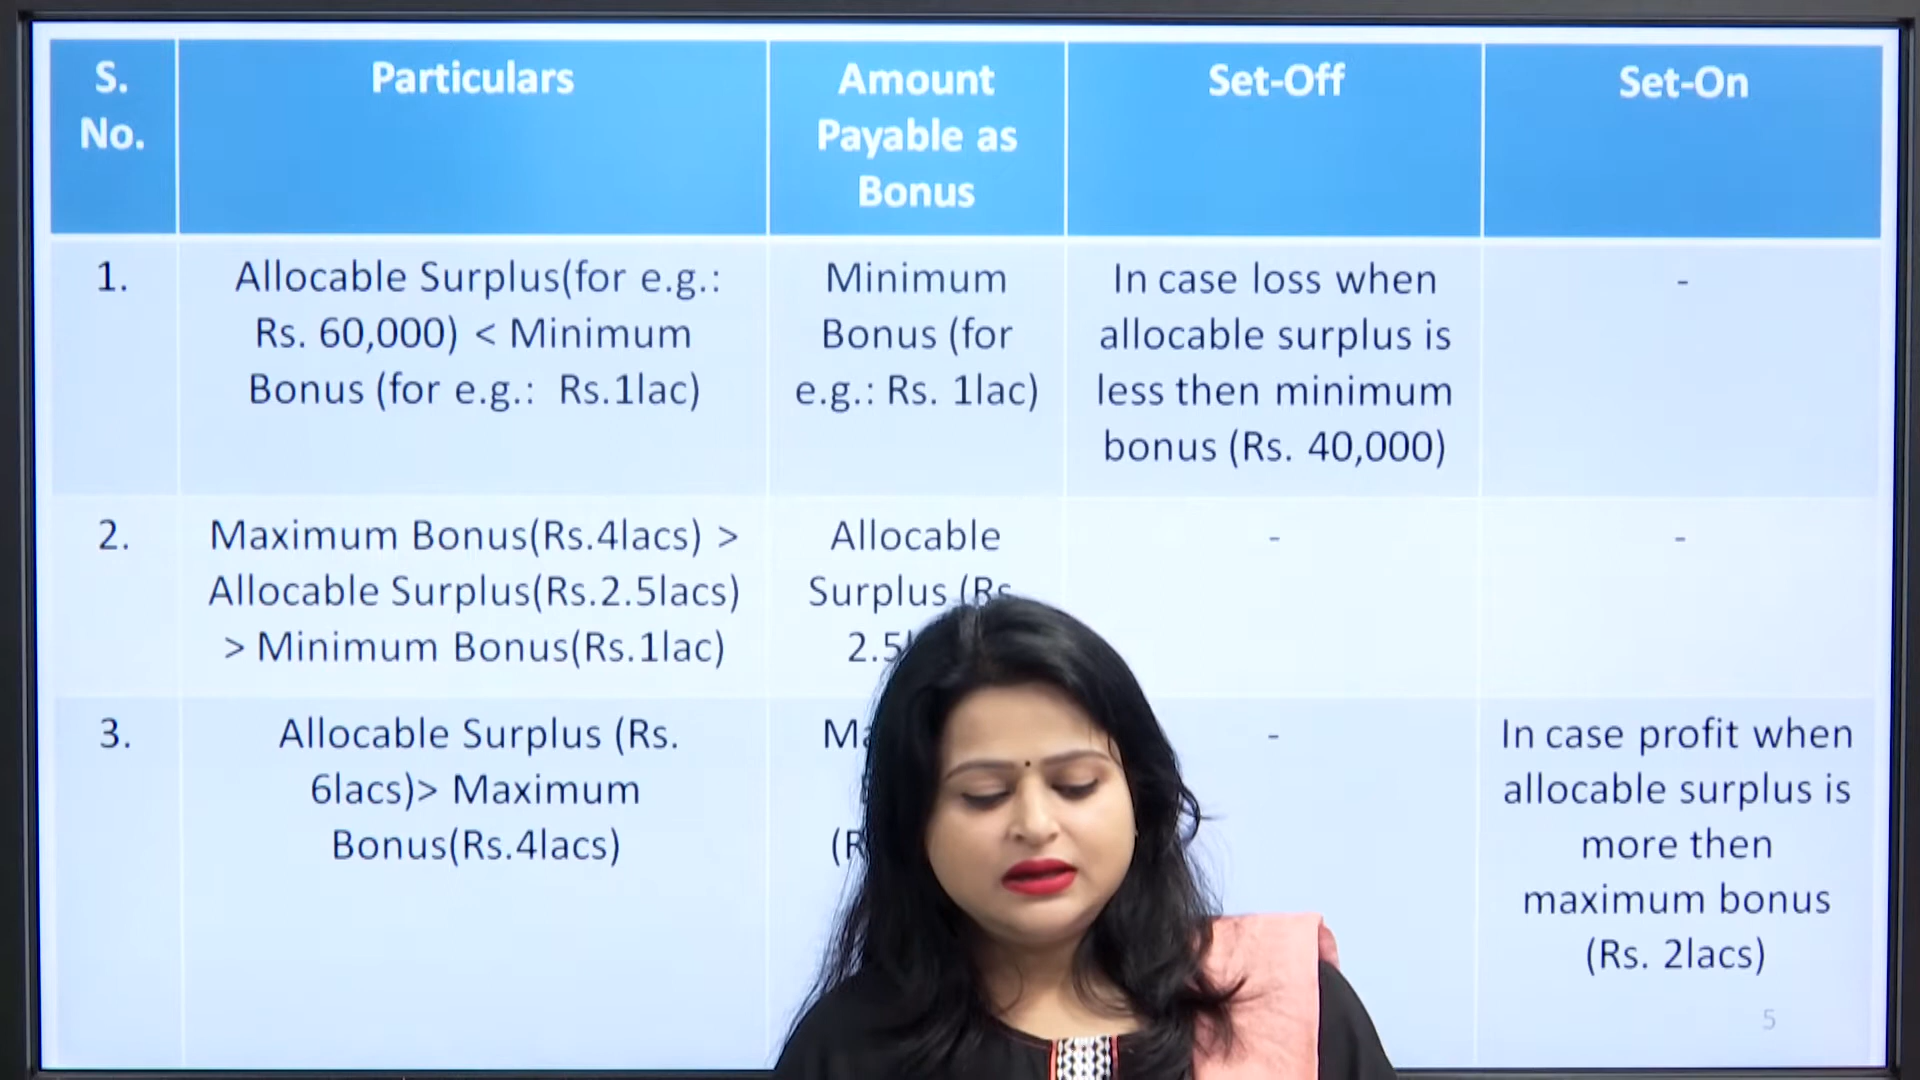 S.
No.
Particulars
Amount
Payable as
Bonus
Set-Off
Set-On
1.
Allocable Surplus(for e.g.:
Rs. 60,000) < Minimum
Bonus (for e.g.: Rs.1lac)
Minimum
Bonus (for
e.g.: Rs. 1lac)
In case loss when
allocable surplus is
less then minimum
bonus (Rs. 40,000)
-
2.
Maximum Bonus(Rs.4lacs) >
Allocable Surplus(Rs.2.5lacs)
> Minimum Bonus(Rs.1lac)
Allocable
Surplus (Rs.
2.5
-
-
3.
Allocable Surplus (Rs.
6lacs)> Maximum
Bonus(Rs.4lacs)
-
In case profit when
allocable surplus is
more then
maximum bonus
(Rs. 2lacs)
5